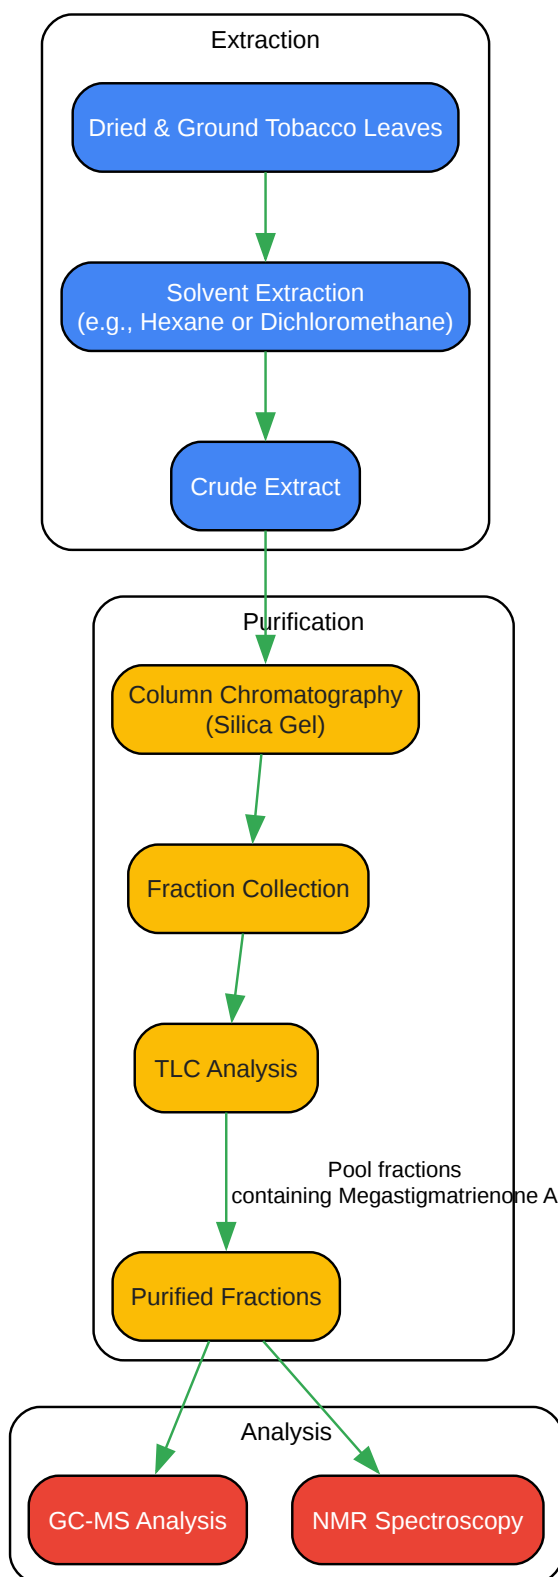 Extraction
Dried & Ground Tobacco Leaves
Solvent Extraction
(e.g., Hexane or Dichloromethane)
Crude Extract
Purification
Column Chromatography
(Silica Gel)
Fraction Collection
TLC Analysis
Pool fractions
containing Megastigmatrienone A
Purified Fractions
Analysis
GC-MS Analysis
NMR Spectroscopy